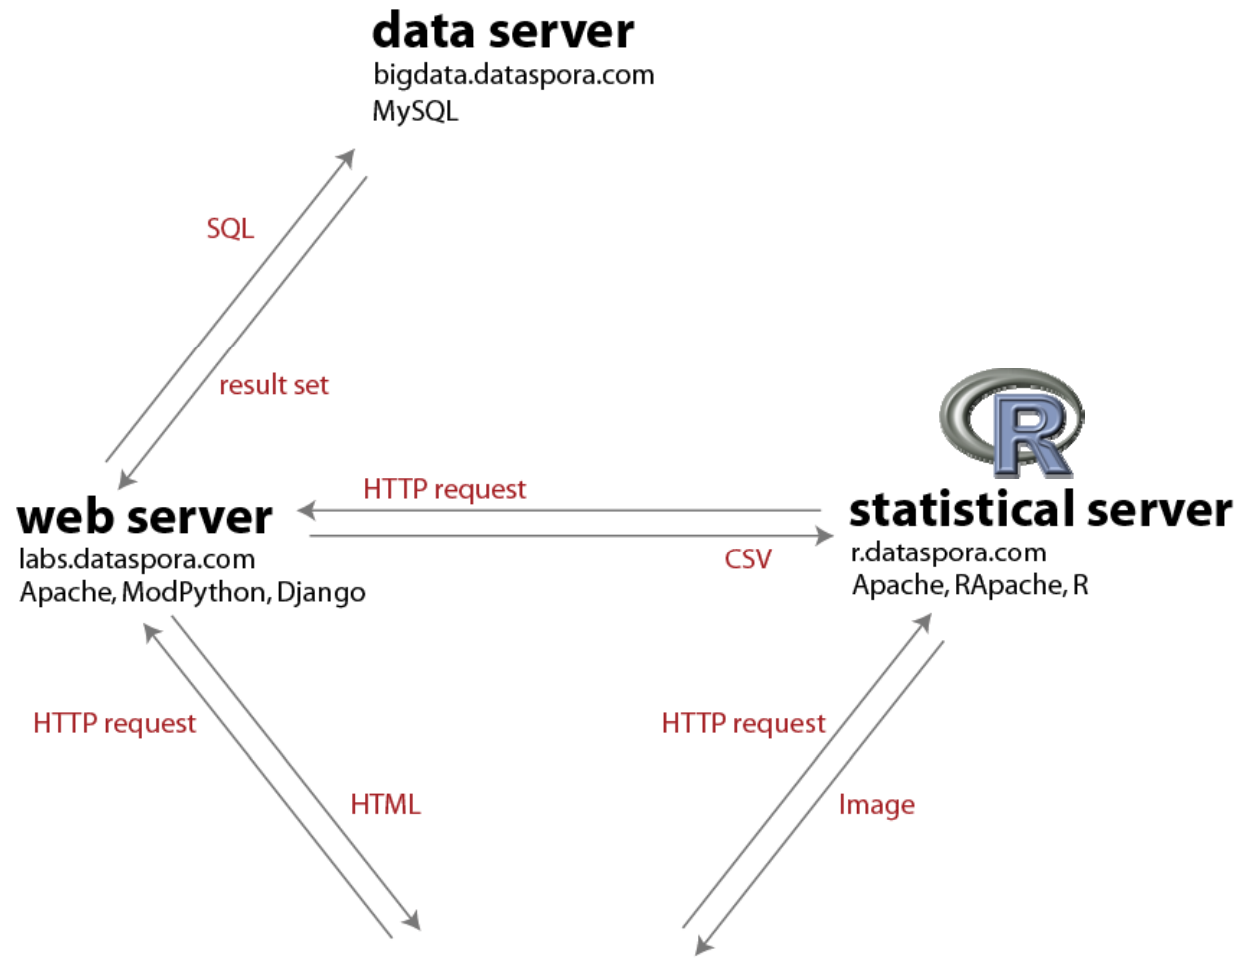 data server
bigdata.dataspora.com
MySQL
SQL
result set
R
HTTP request
web server
labs.dataspora.com
Apache, ModPython, Django
statistical server
r.dataspora.com
Apache, RApache, R
CSV
HTTP request
HTML
HTTP request
Image